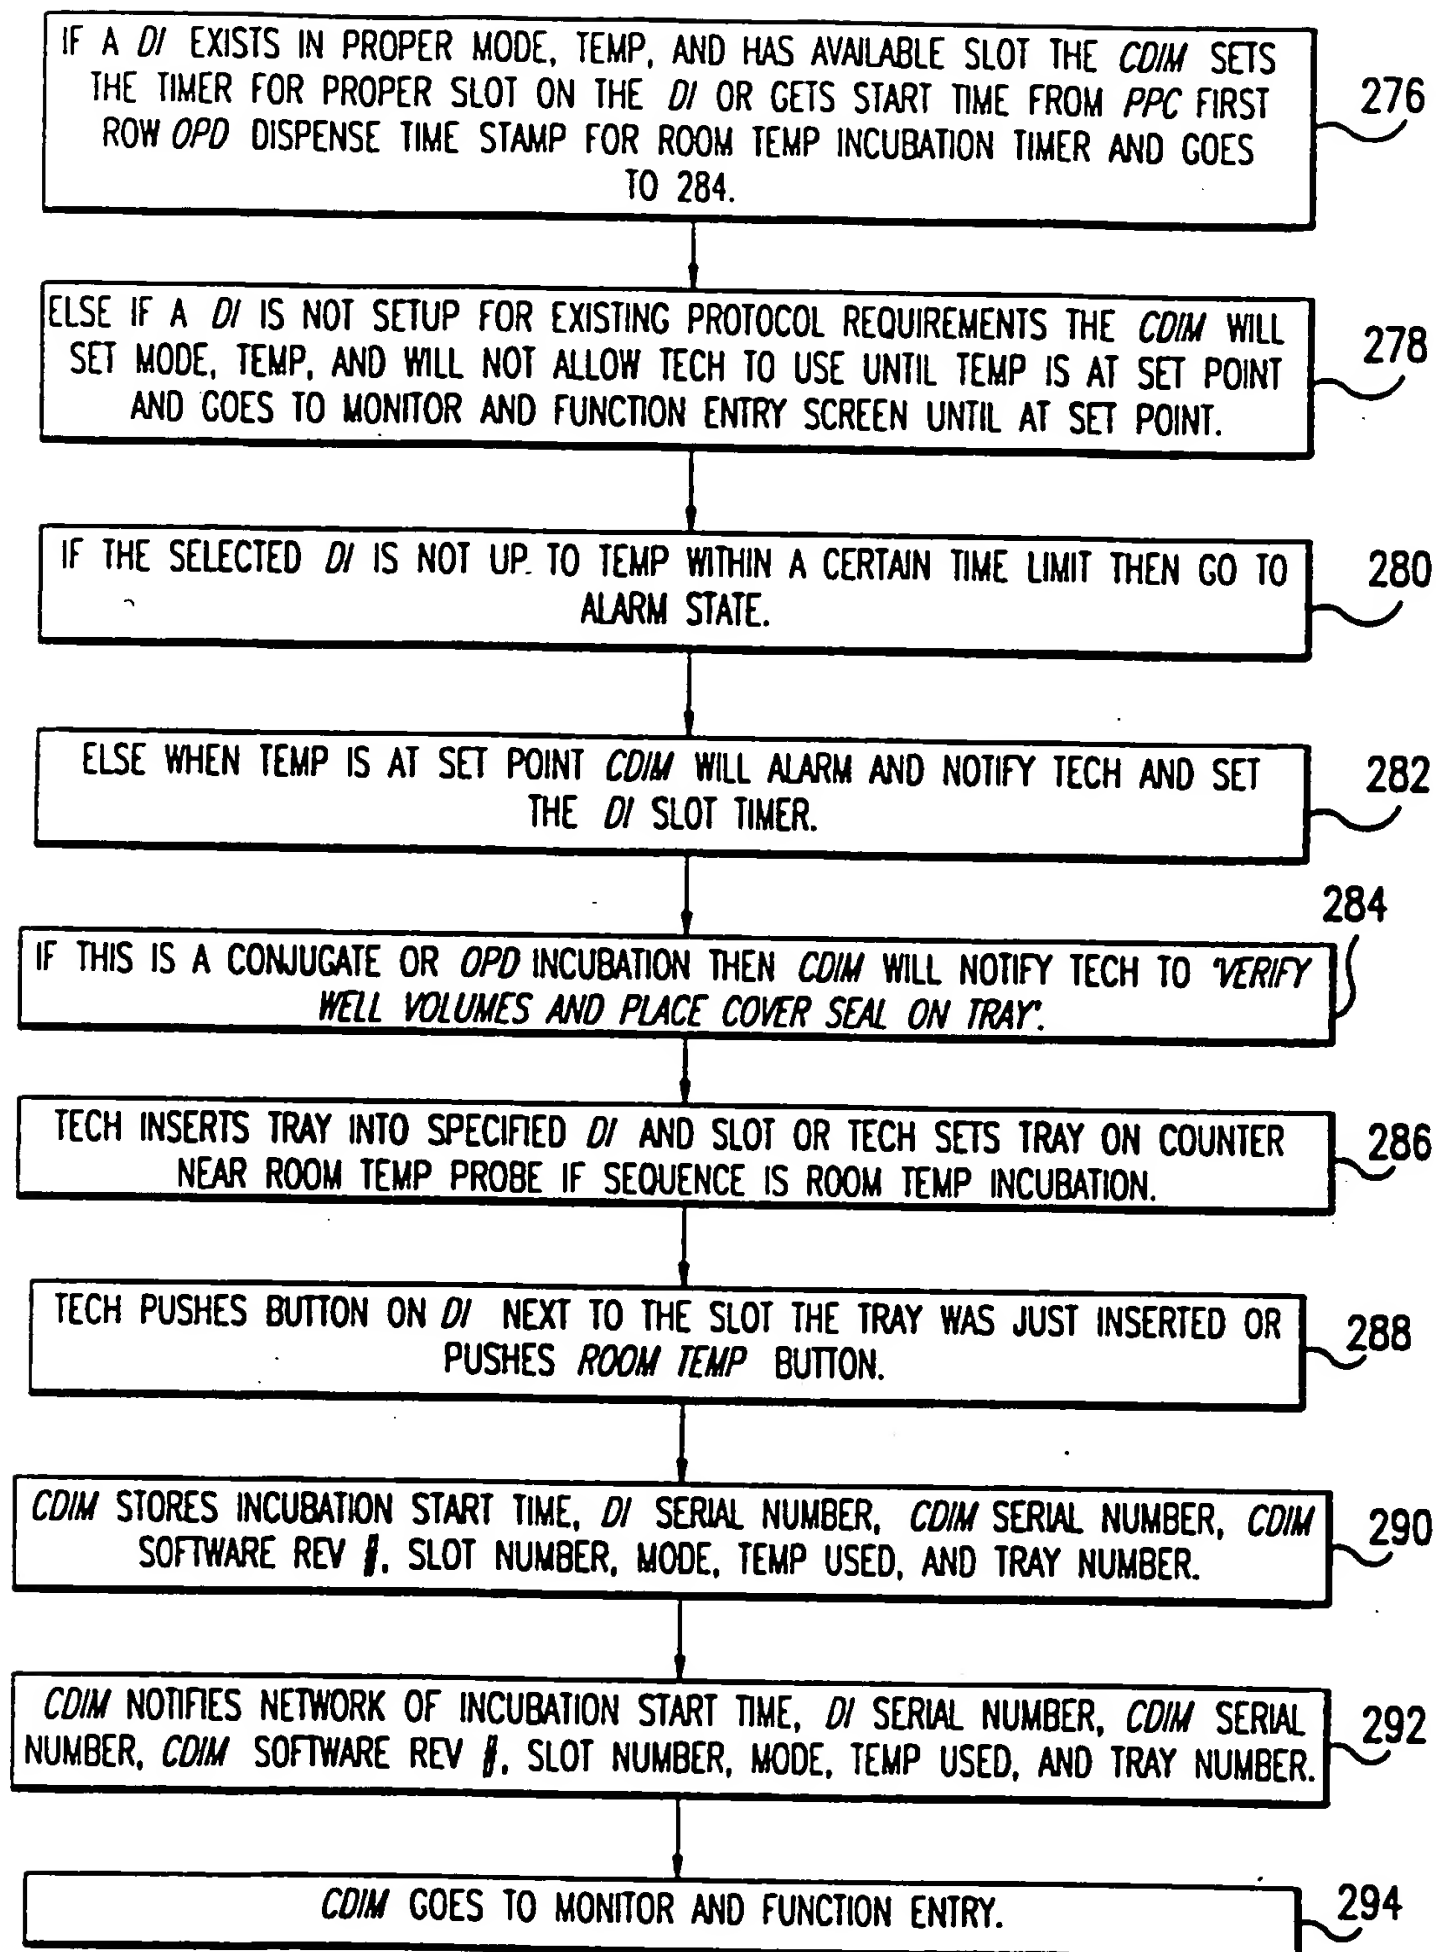 IF A DI EXISTS IN PROPER MODE, TEMP, AND HAS AVAILABLE SLOT THE CDIM SETS
THE TIMER FOR PROPER SLOT ON THE DI OR GETS START TIME FROM PPC FIRST
ROW OPD DISPENSE TIME STAMP FOR ROOM TEMP INCUBATION TIMER AND GOES
TO 284.
276
ELSE IF A DI IS NOT SETUP FOR EXISTING PROTOCOL REQUIREMENTS THE CDIM WILL
SET MODE, TEMP, AND WILL NOT ALLOW TECH TO USE UNTIL TEMP IS AT SET POINT
AND GOES TO MONITOR AND FUNCTION ENTRY SCREEN UNTIL AT SET POINT.
278
IF THE SELECTED DI IS NOT UP TO TEMP WITHIN A CERTAIN TIME LIMIT THEN GO TO
ALARM STATE.
280
ELSE WHEN TEMP IS AT SET POINT CDIM WILL ALARM AND NOTIFY TECH AND SET
THE DI SLOT TIMER.
282
284
IF THIS IS A CONJUGATE OR OPD INCUBATION THEN CDIM WILL NOTIFY TECH TO 'VERIFY
WELL VOLUMES AND PLACE COVER SEAL ON TRAY'.
TECH INSERTS TRAY INTO SPECIFIED DI AND SLOT OR TECH SETS TRAY ON COUNTER
NEAR ROOM TEMP PROBE IF SEQUENCE IS ROOM TEMP INCUBATION.
286
TECH PUSHES BUTTON ON DI NEXT TO THE SLOT THE TRAY WAS JUST INSERTED OR
PUSHES ROOM TEMP BUTTON.
288
CDIM STORES INCUBATION START TIME, DI SERIAL NUMBER, CDIM SERIAL NUMBER, CDIM
SOFTWARE REV #, SLOT NUMBER, MODE, TEMP USED, AND TRAY NUMBER.
290
CDIM NOTIFIES NETWORK OF INCUBATION START TIME, DI SERIAL NUMBER, CDIM SERIAL
NUMBER, CDIM SOFTWARE REV #, SLOT NUMBER, MODE, TEMP USED, AND TRAY NUMBER.
292
CDIM GOES TO MONITOR AND FUNCTION ENTRY.
294